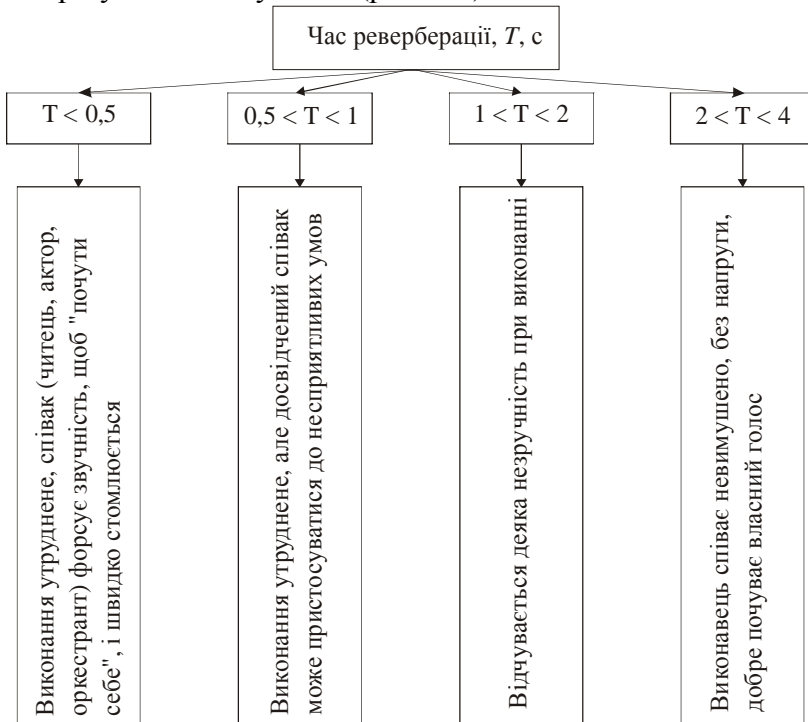 Час реверберації, T, с
T < 0,5
0,5 < T < 1
1 < T < 2
2 < T < 4
Виконання утруднене, співак (читець, актор,
оркестрант) форсує звучність, щоб "почути
себе", і швидко стомлюється
Виконання утруднене, але досвідчений співак
може пристосуватися до несприятливих умов
Відчувається деяка незручність при виконанні
Виконавець співає невимушено, без напруги,
добре почуває власний голос